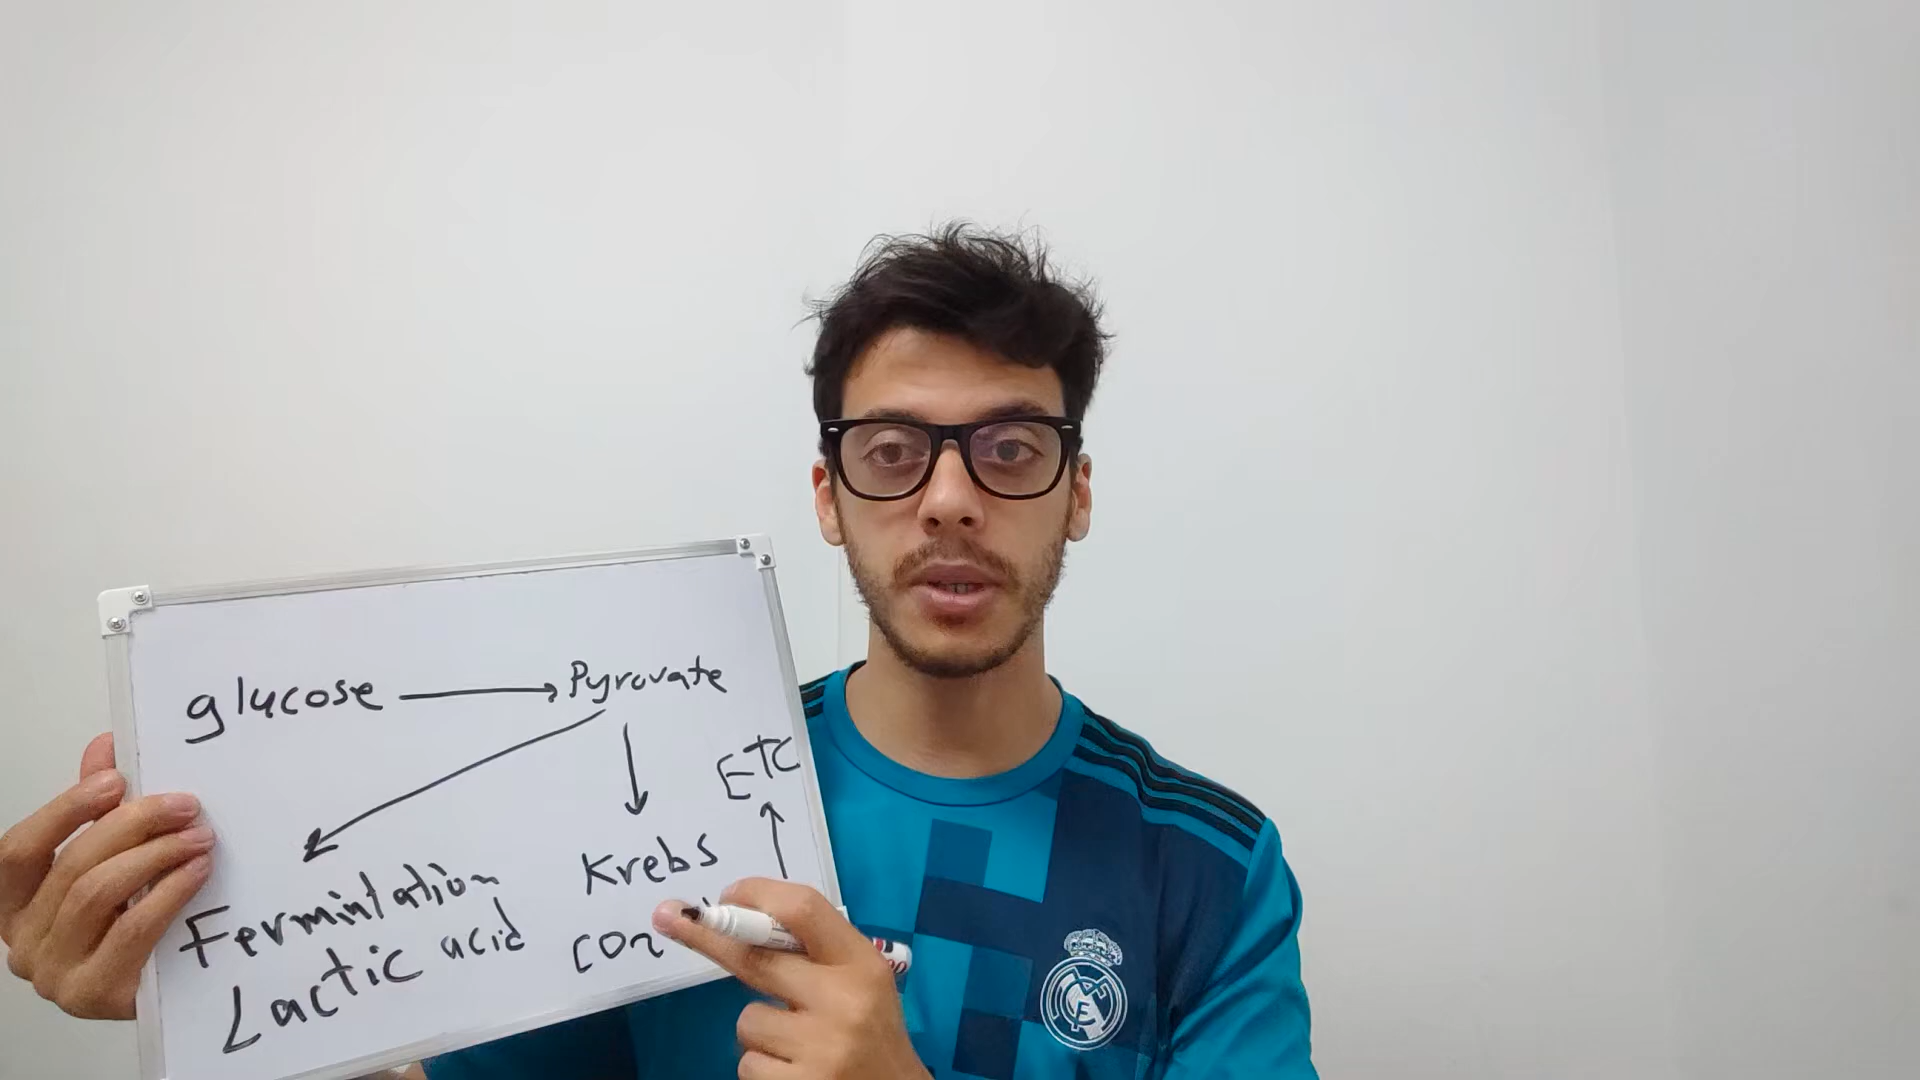 glucose → Pyrovate
ETC
Krebs
Fermintation
Lactic acid